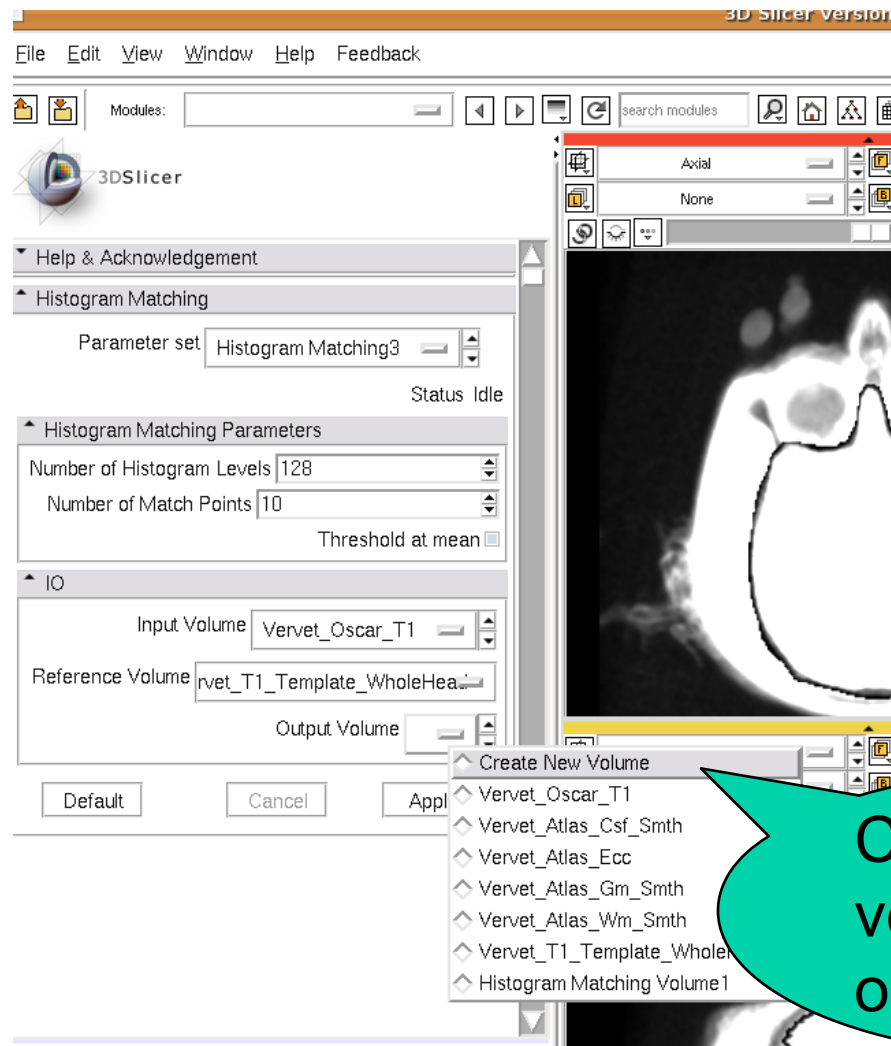 3D Slicer Version
File Edit View Window Help Feedback
Modules: search modules
3DSlicer
Axial
None
Help & Acknowledgement
Histogram Matching
Parameter set Histogram Matching3
Status Idle
Histogram Matching Parameters
Number of Histogram Levels 128
Number of Match Points 10
Threshold at mean
IO
Input Volume Vervet_Oscar_T1
Reference Volume rvet_T1_Template_WholeHea
Output Volume
Default Cancel Appl
Create New Volume
Vervet_Oscar_T1
Vervet_Atlas_Csf_Smth
Vervet_Atlas_Ecc
Vervet_Atlas_Gm_Smth
Vervet_Atlas_Wm_Smth
Vervet_T1_Template_Whole
Histogram Matching Volume1